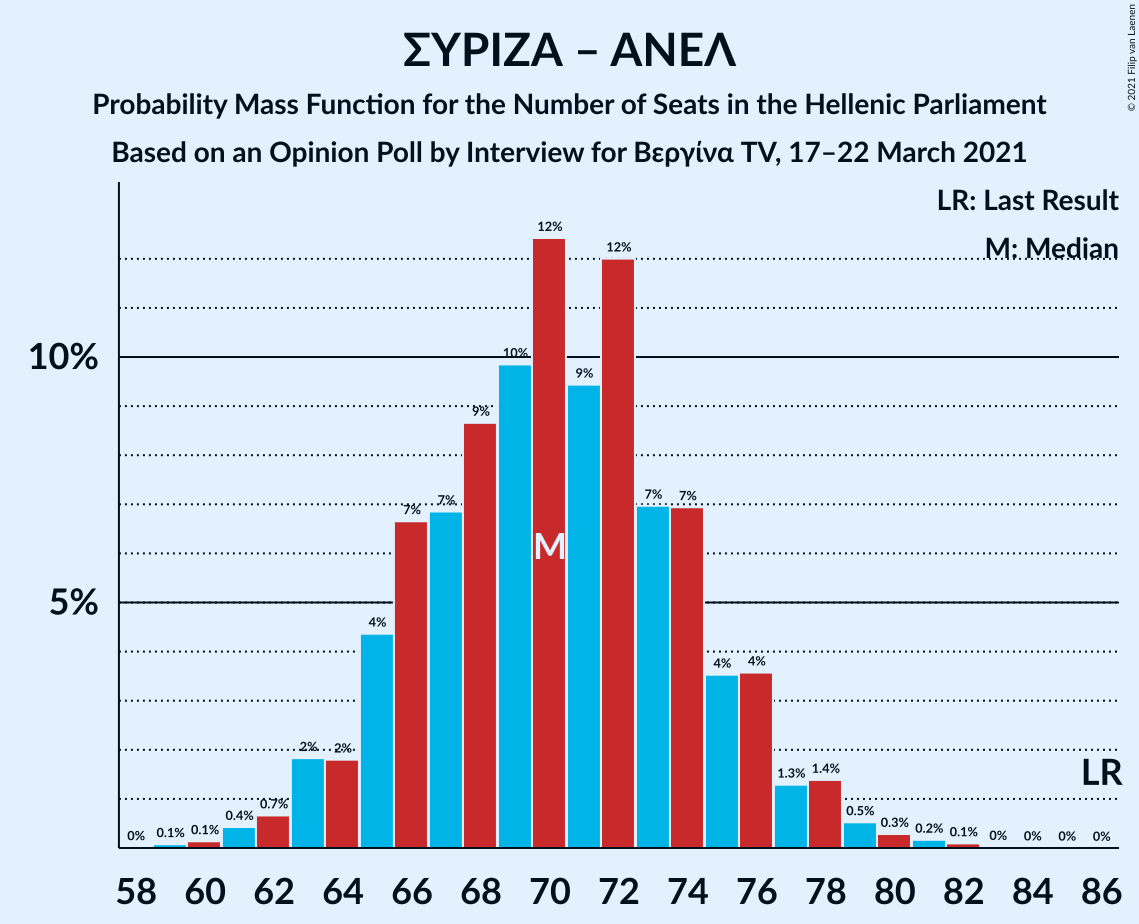 ΣΥΡΙΖΑ – ΑΝΕΛ
Probability Mass Function for the Number of Seats in the Hellenic Parliament
Based on an Opinion Poll by Interview for Βεργίνα TV, 17–22 March 2021
© 2021 Filip van Laenen
LR: Last Result
M: Median
10%
5%
0% 0.1% 0.1% 0.4% 0.7% 2% 2% 4% 7% 7% 9% 10% 12% 9% 12% 7% 7% 4% 4% 1.3% 1.4% 0.5% 0.3% 0.2% 0.1% 0% 0% 0% 0%
M
LR
58 60 62 64 66 68 70 72 74 76 78 80 82 84 86